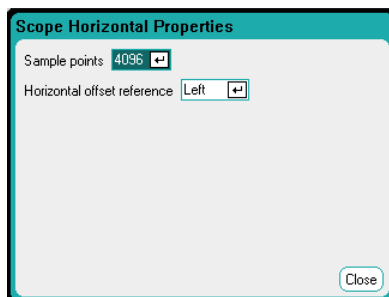 Scope Horizontal Properties
Sample points 4096
Horizontal offset reference Left
Close